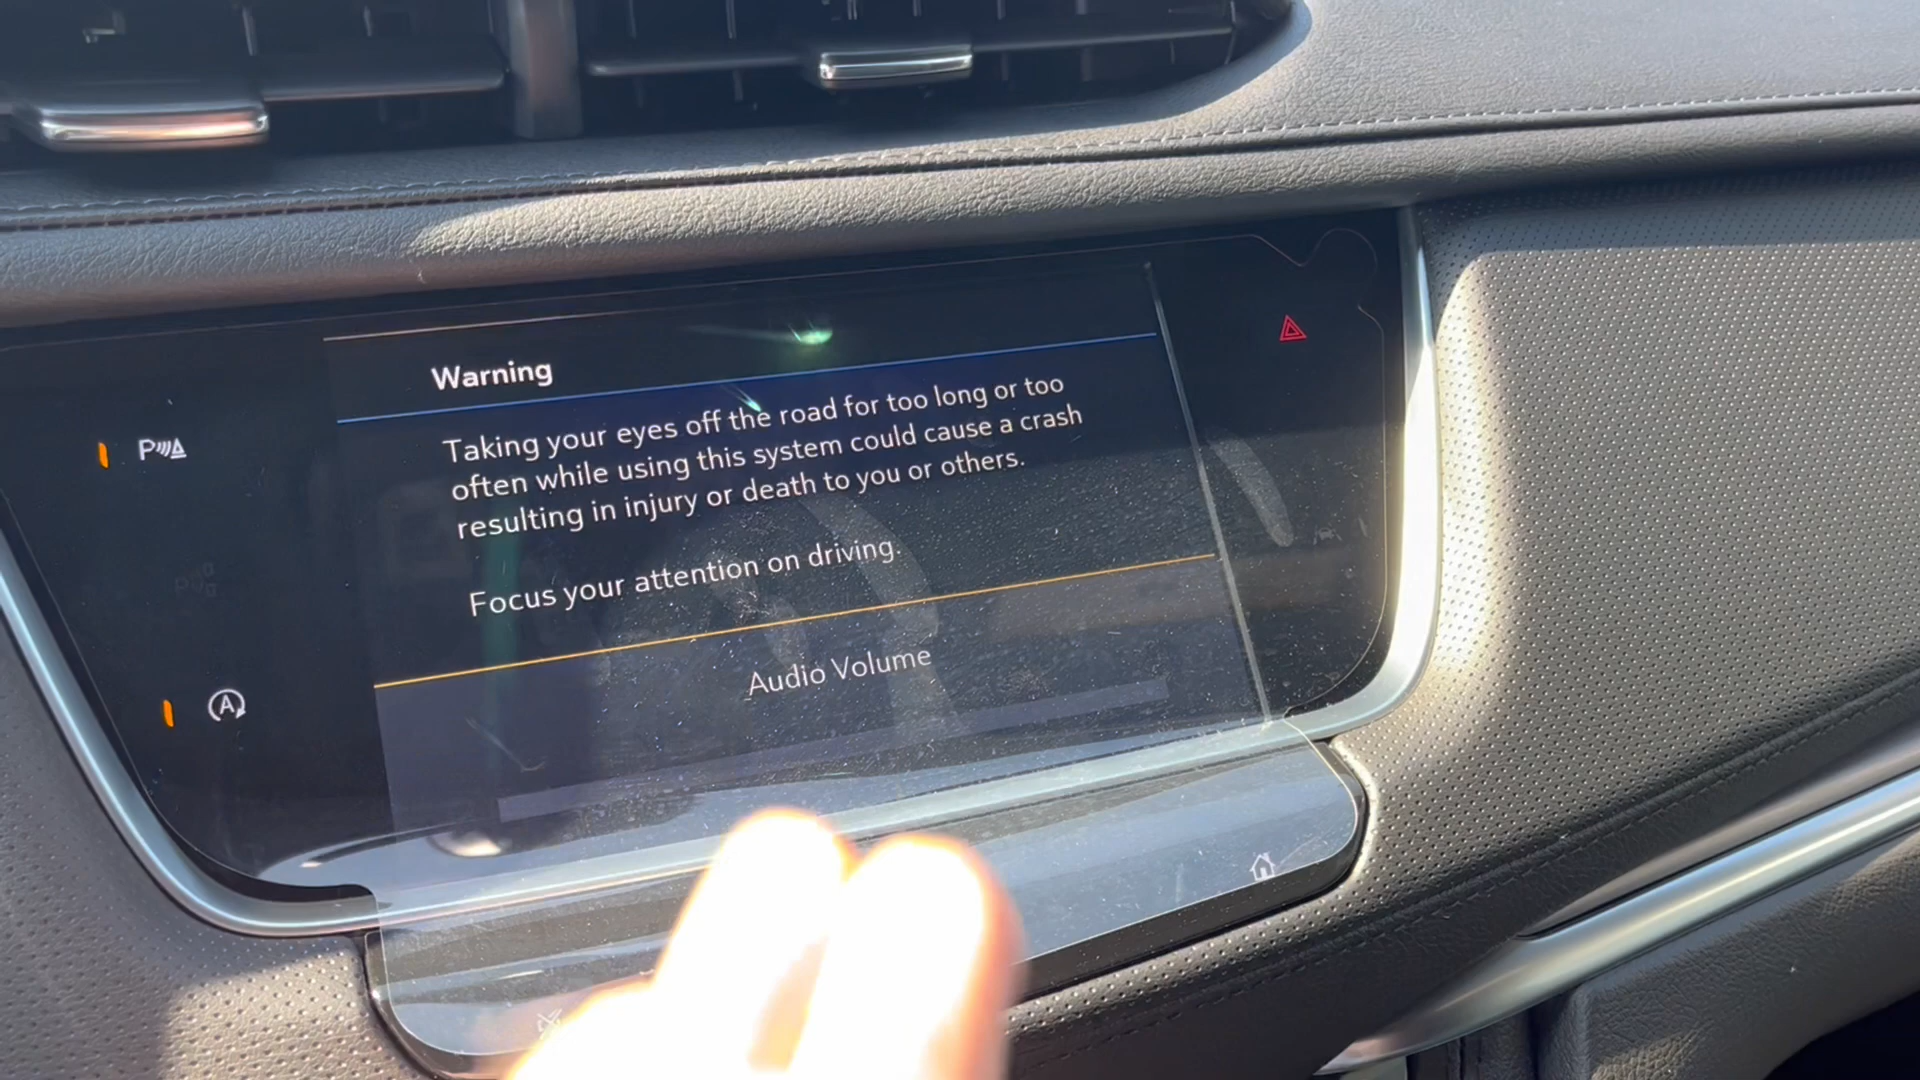 Warning
Taking your eyes off the road for too long or too
often while using this system could cause a crash
resulting in injury or death to you or others.
Focus your attention on driving.
Audio Volume
P
A